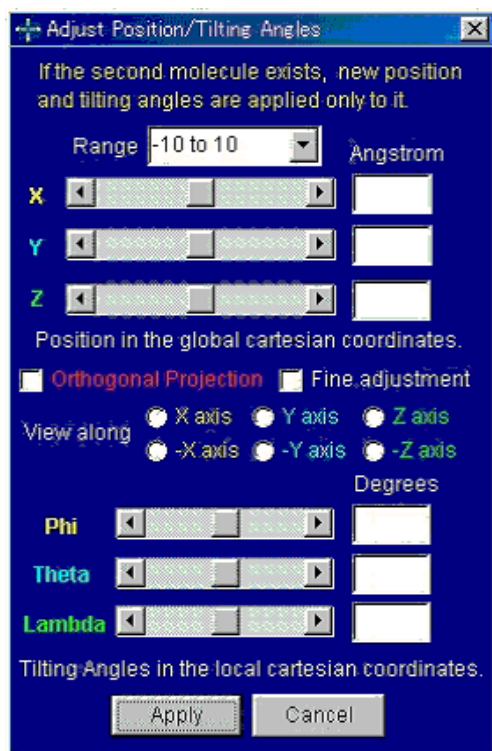 Adjust Position/Tilting Angles
If the second molecule exists, new position
and tilting angles are applied only to it.
Range -10 to 10 Angstrom
X
Y
Z
Position in the global cartesian coordinates.
Orthogonal Projection Fine adjustment
View along X axis Y axis Z axis
-X axis -Y axis -Z axis
Degrees
Phi
Theta
Lambda
Tilting Angles in the local cartesian coordinates.
Apply Cancel